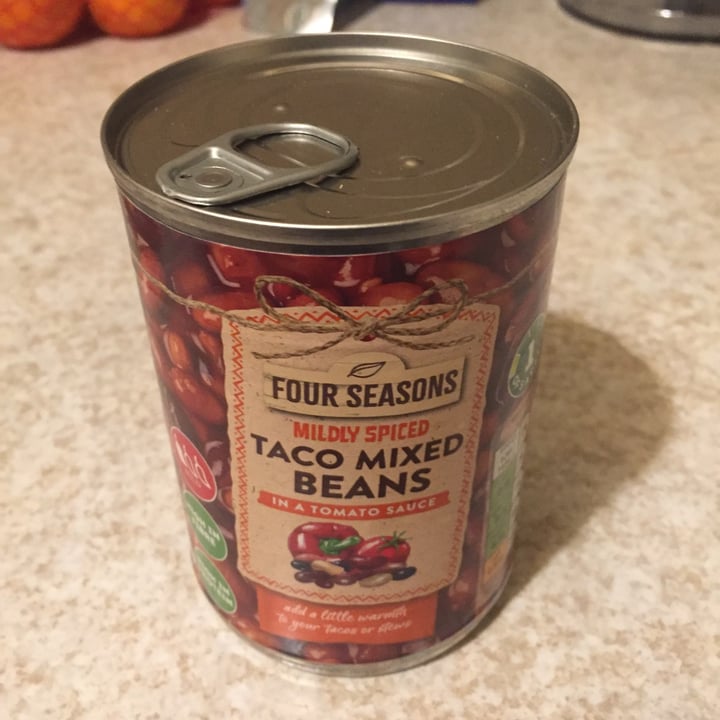 FOUR SEASONS
MILDLY SPICED
TACO MIXED
BEANS
IN A TOMATO SAUCE
add a little warmth
to your tacos or stews